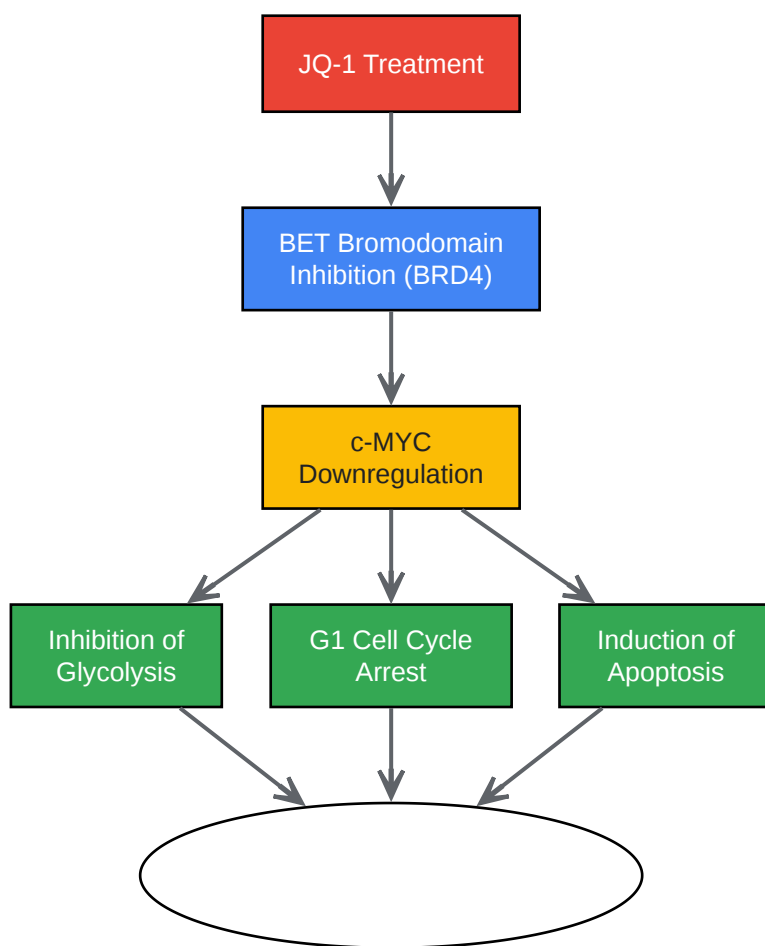 JQ-1 Treatment
BET Bromodomain
Inhibition (BRD4)
c-MYC
Downregulation
Inhibition of
Glycolysis
G1 Cell Cycle
Arrest
Induction of
Apoptosis